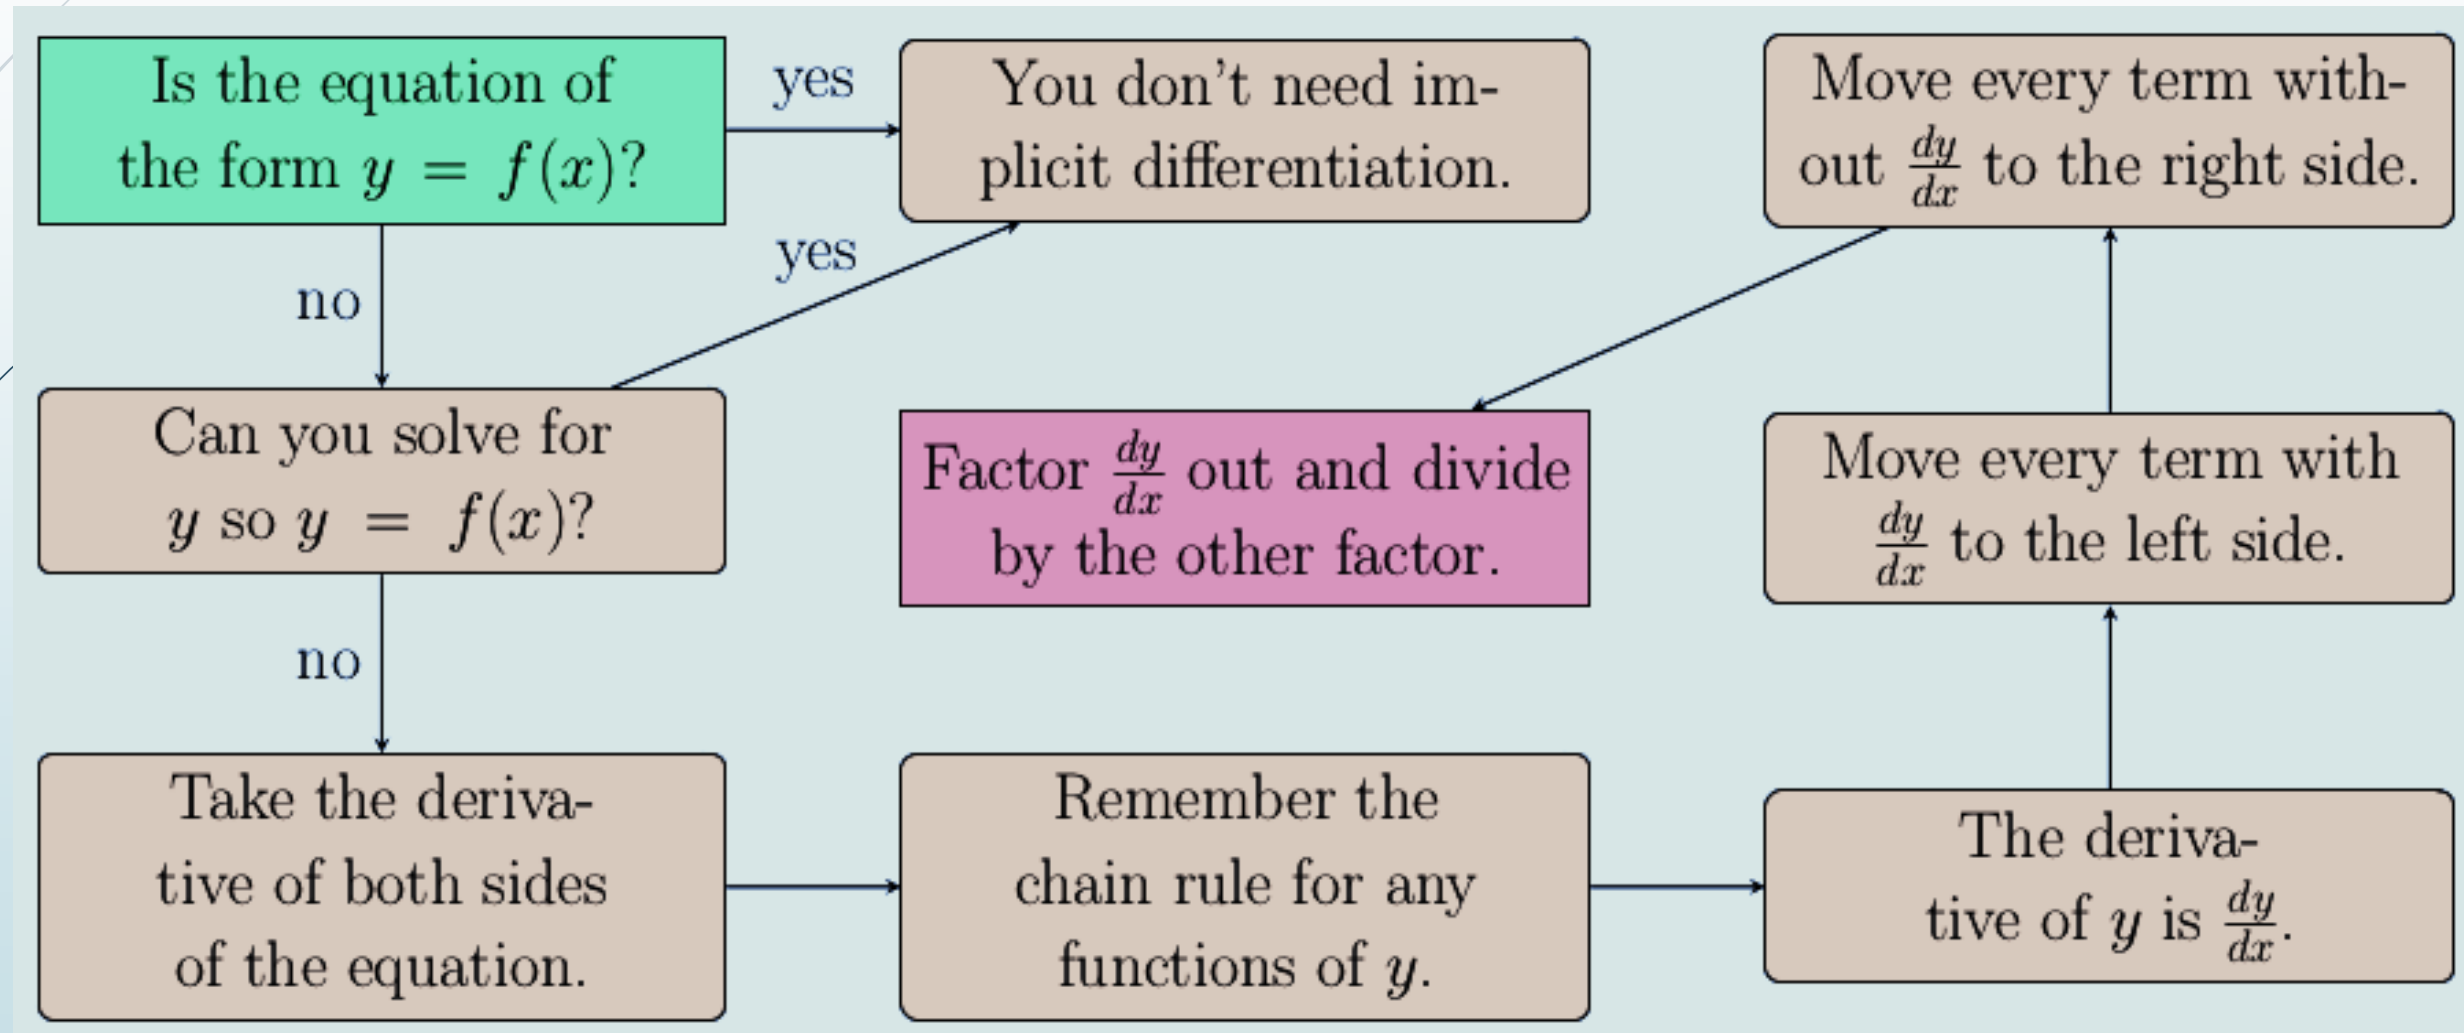 Is the equation of
the form y = f(x)?
yes
You don't need im-
plicit differentiation.
no
yes
Can you solve for
y so y = f(x)?
no
Take the deriva-
tive of both sides
of the equation.
Remember the
chain rule for any
functions of y.
The deriva-
tive of y is dy/dx.
Move every term with
dy/dx to the left side.
Move every term with-
out dy/dx to the right side.
Factor dy/dx out and divide
by the other factor.